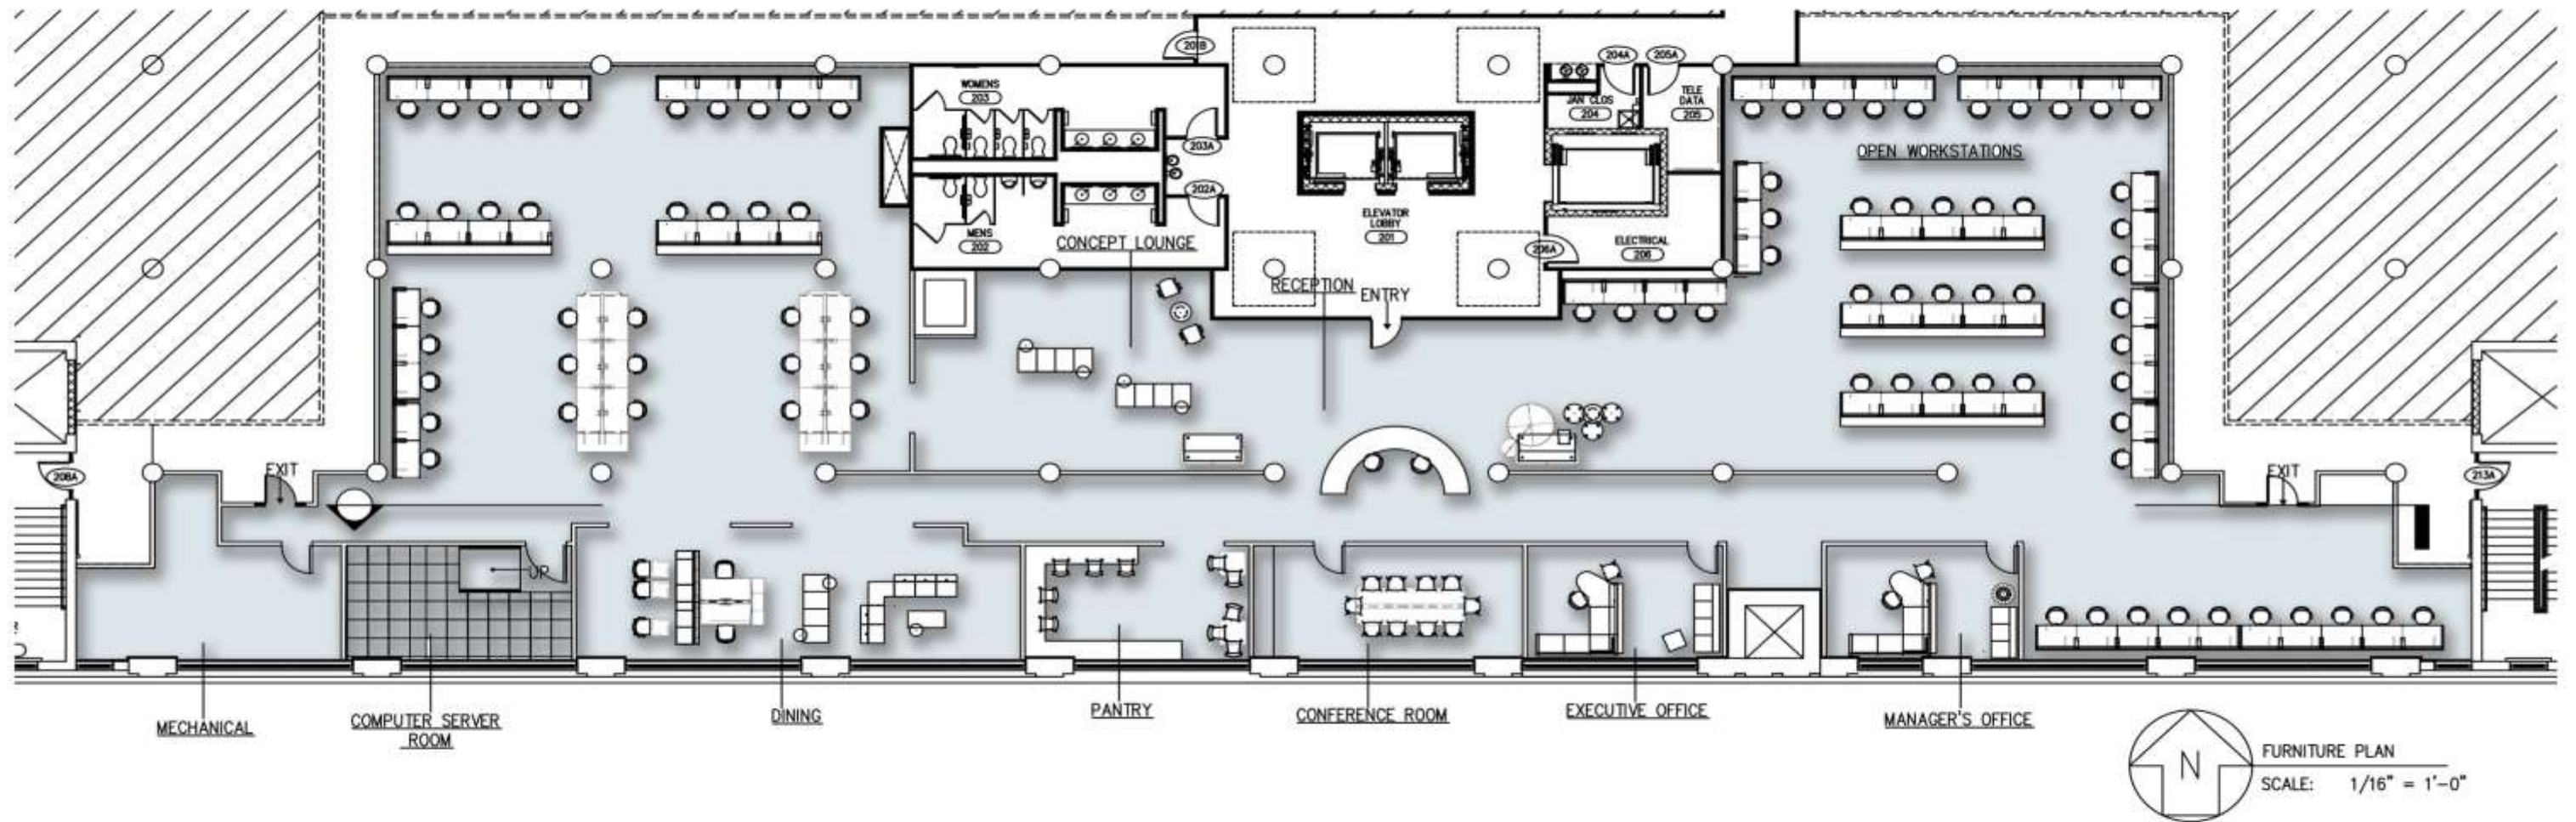 201B
204A
205A
WOMENS
203
JAN CLOS
204
TELE
DATA
205
203A
OPEN WORKSTATIONS
202A
MENS
202
CONCEPT LOUNGE
ELEVATOR
LOBBY
201
206A
ELECTRICAL
206
RECEPTION
ENTRY
208A
EXIT
EXIT
213A
UP
MECHANICAL
COMPUTER SERVER
ROOM
DINING
PANTRY
CONFERENCE ROOM
EXECUTIVE OFFICE
MANAGER'S OFFICE
N
FURNITURE PLAN
SCALE: 1/16" = 1'-0"